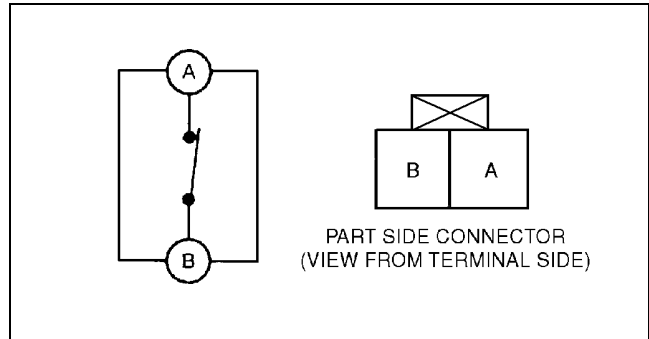 A
B
B A
PART SIDE CONNECTOR
(VIEW FROM TERMINAL SIDE)